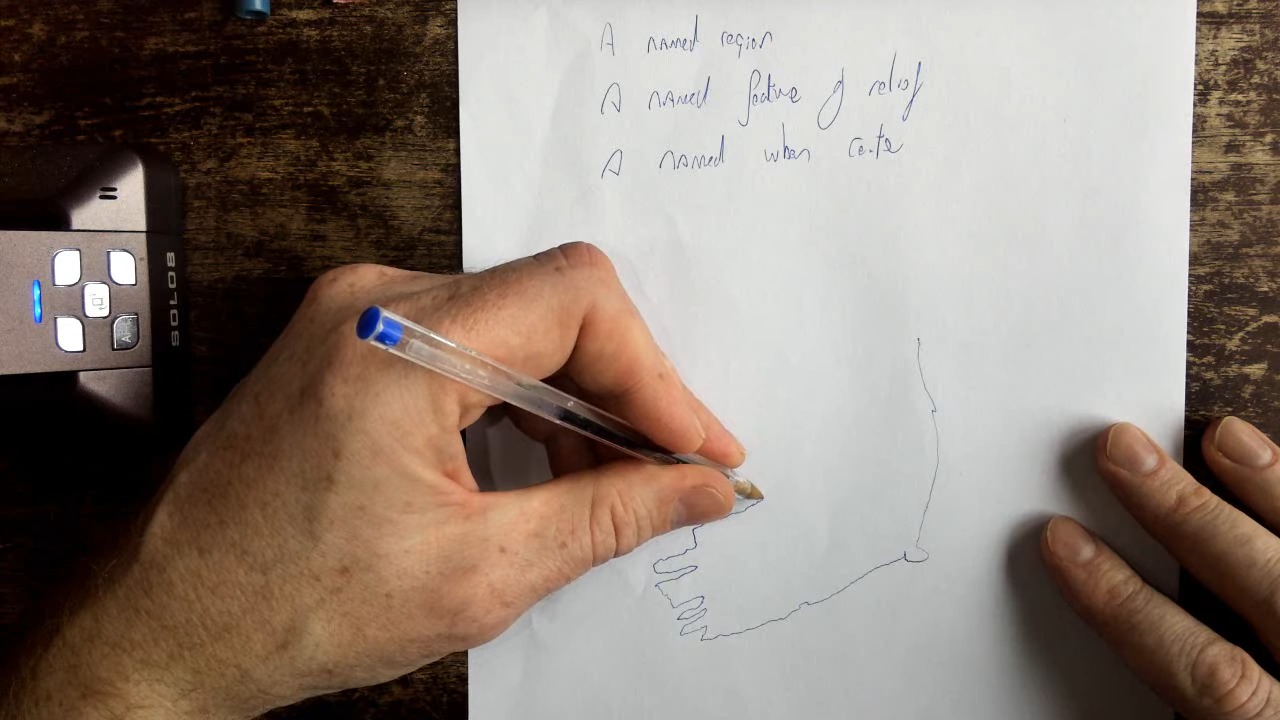 A named region
A named feature of relief
A named urban centre
SOLO8